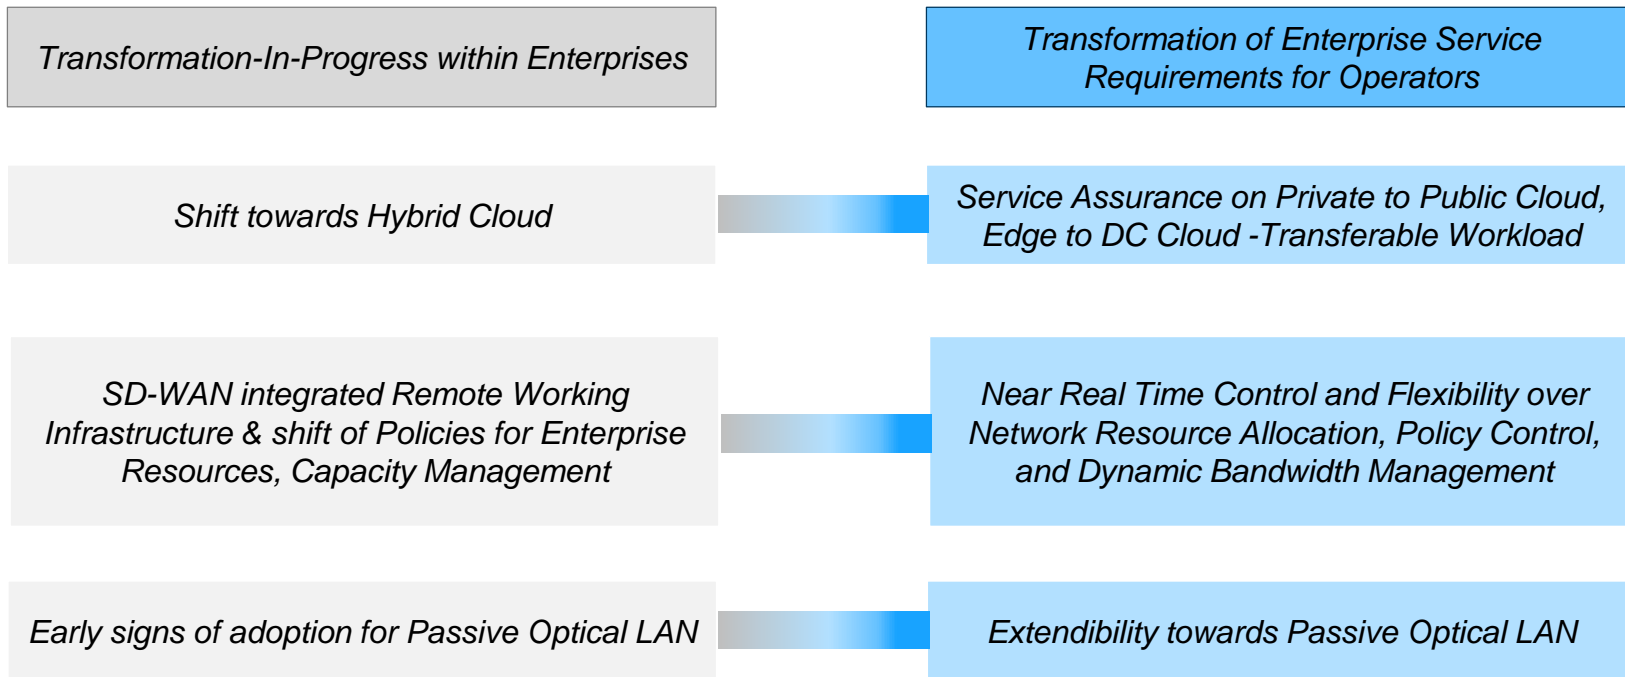 Transformation-In-Progress within Enterprises
Transformation of Enterprise Service
Requirements for Operators
Shift towards Hybrid Cloud
Service Assurance on Private to Public Cloud,
Edge to DC Cloud -Transferable Workload
SD-WAN integrated Remote Working
Infrastructure & shift of Policies for Enterprise
Resources, Capacity Management
Near Real Time Control and Flexibility over
Network Resource Allocation, Policy Control,
and Dynamic Bandwidth Management
Early signs of adoption for Passive Optical LAN
Extendibility towards Passive Optical LAN